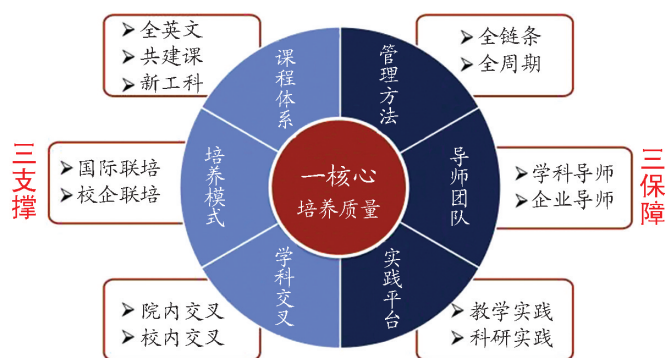 全英文
共建课
新工科
课程体系
管理方法
全链条
全周期
三支撑
国际联培
校企联培
培养模式
一核心
培养质量
导师团队
学科导师
企业导师
三保障
院内交叉
校内交叉
学科交叉
实践平台
教学实践
科研实践